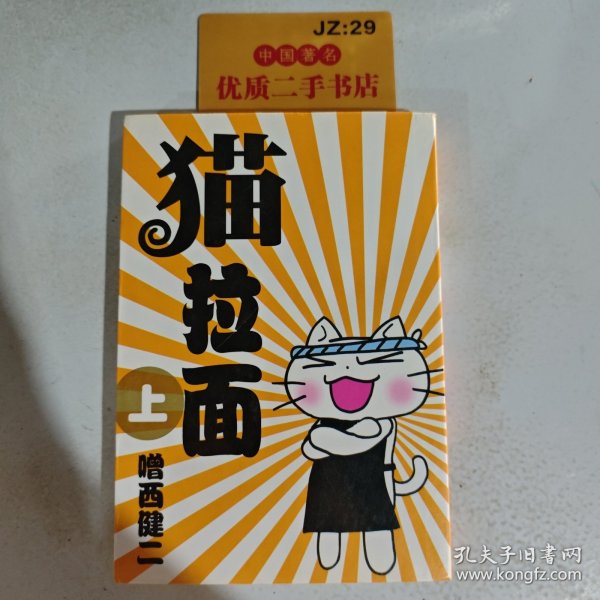 JZ:29
中国著名
优质二手书店
猫
拉面
上
噌西健二
孔夫子旧书网
www.kongfz.com